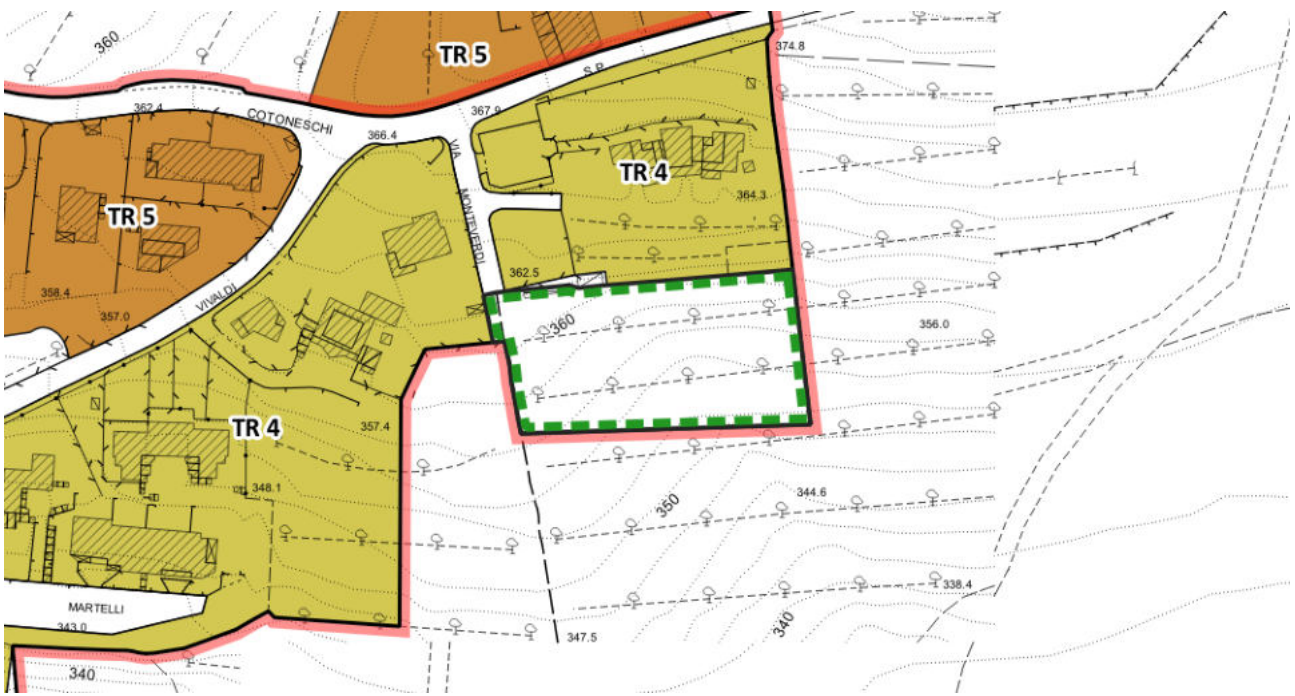 360
TR 5
S.P.
374.8
362.4
COTONESCHI
367.9
366.4
VIA
MONTEVERDI
TR 4
364.3
TR 5
362.5
358.4
VIVALDI
357.0
360
356.0
TR 4
357.4
348.1
350
344.6
338.4
MARTELLI
343.0
347.5
340
340